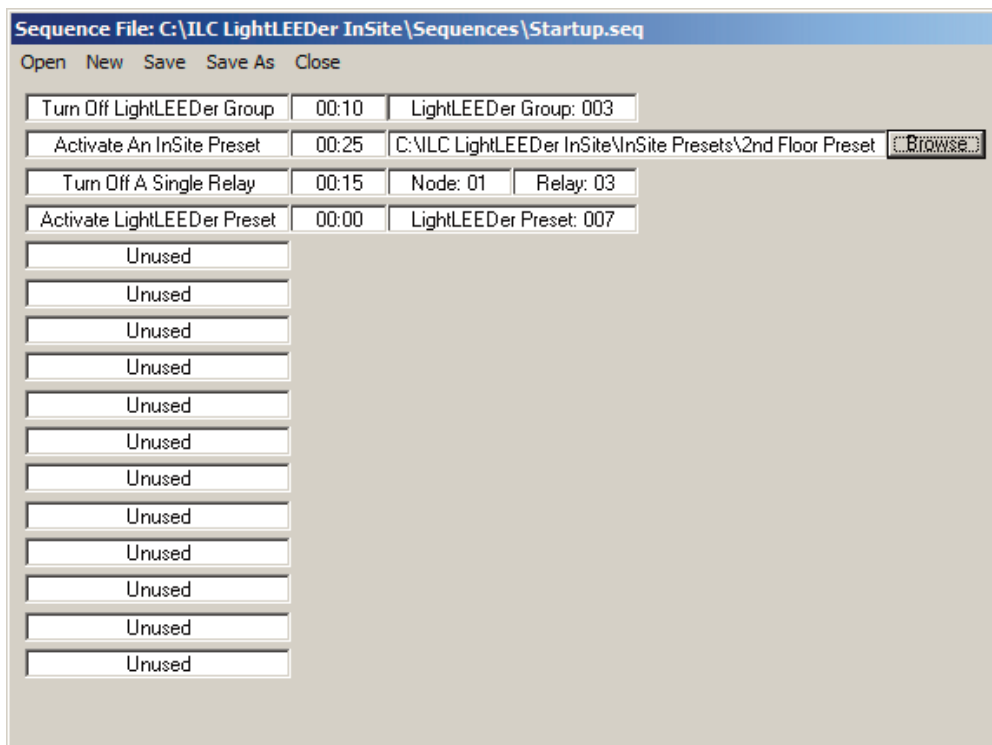 Sequence File: C:\ILC LightLEEDer InSite\Sequences\Startup.seq
Open New Save Save As Close
Turn Off LightLEEDer Group 00:10 LightLEEDer Group: 003
Activate An InSite Preset 00:25 C:\ILC LightLEEDer InSite\InSite Presets\2nd Floor Preset Browse
Turn Off A Single Relay 00:15 Node: 01 Relay: 03
Activate LightLEEDer Preset 00:00 LightLEEDer Preset: 007
Unused
Unused
Unused
Unused
Unused
Unused
Unused
Unused
Unused
Unused
Unused
Unused